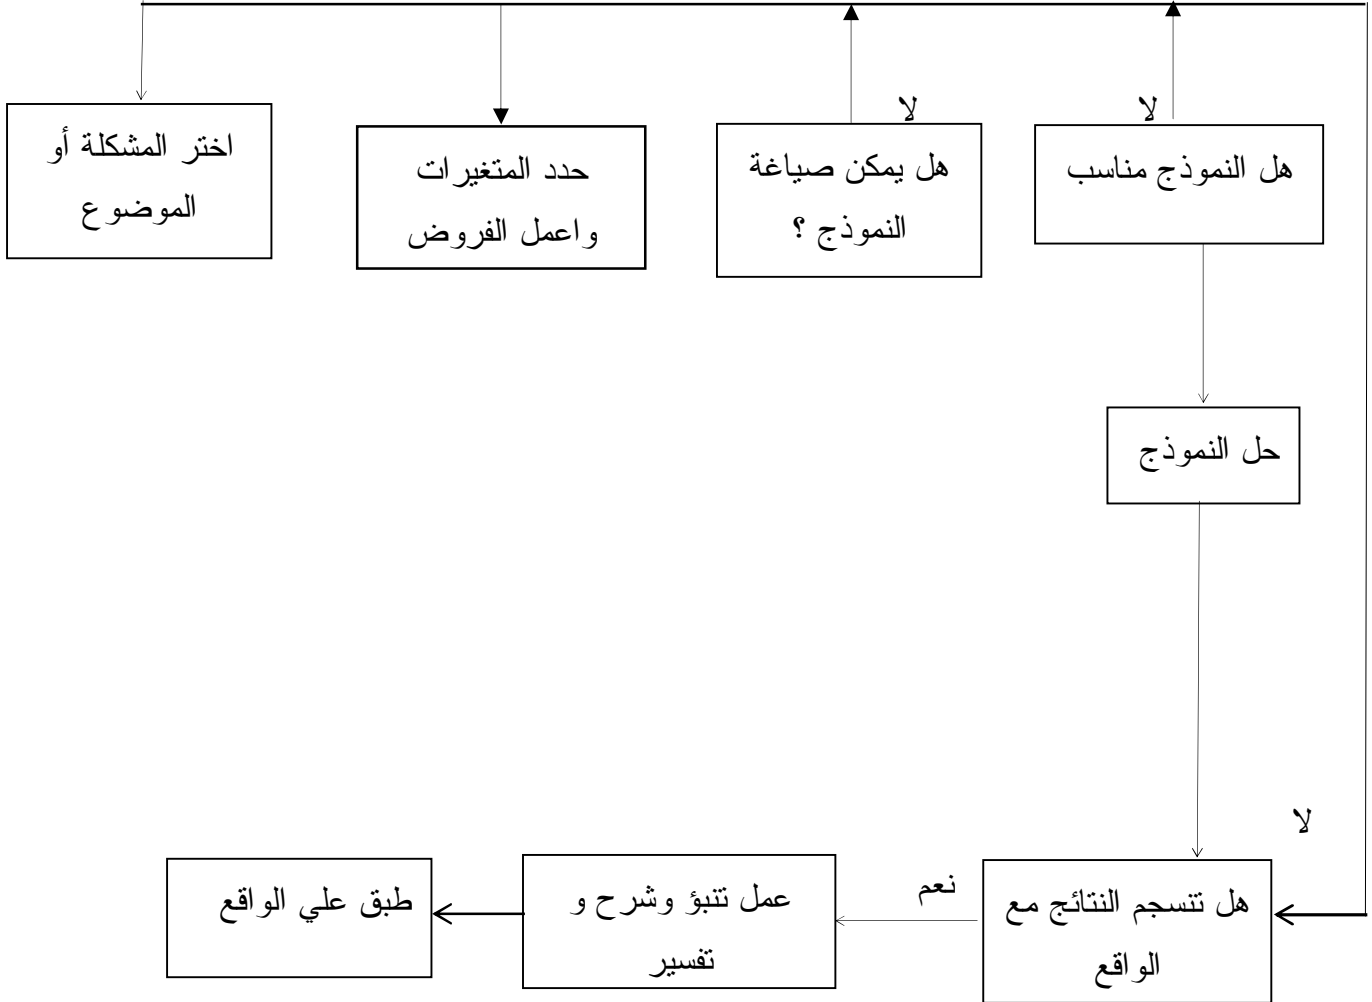 اختر المشكلة أو
الموضوع
حدد المتغيرات
واعمل الفروض
لا
هل يمكن صياغة
النموذج ؟
لا
هل النموذج مناسب
حل النموذج
لا
هل تنسجم النتائج مع
الواقع
نعم
عمل تنبؤ وشرح و
تفسير
طبق علي الواقع